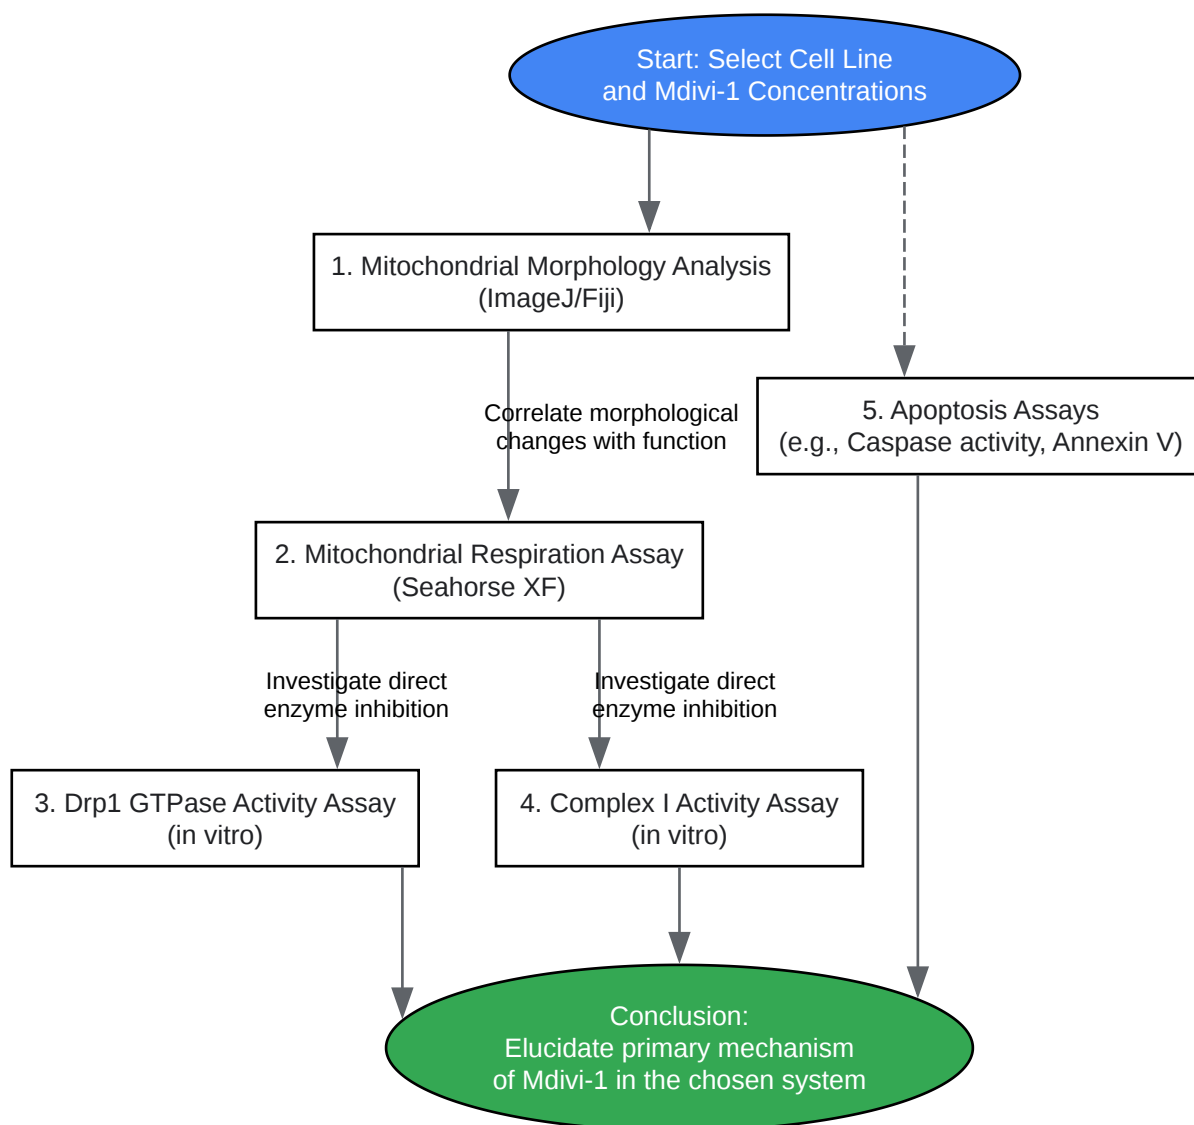 Start: Select Cell Line
and Mdivi-1 Concentrations
1. Mitochondrial Morphology Analysis
(ImageJ/Fiji)
Correlate morphological
changes with function
5. Apoptosis Assays
(e.g., Caspase activity, Annexin V)
2. Mitochondrial Respiration Assay
(Seahorse XF)
Investigate direct
enzyme inhibition
Investigate direct
enzyme inhibition
3. Drp1 GTPase Activity Assay
(in vitro)
4. Complex I Activity Assay
(in vitro)
Conclusion:
Elucidate primary mechanism
of Mdivi-1 in the chosen system